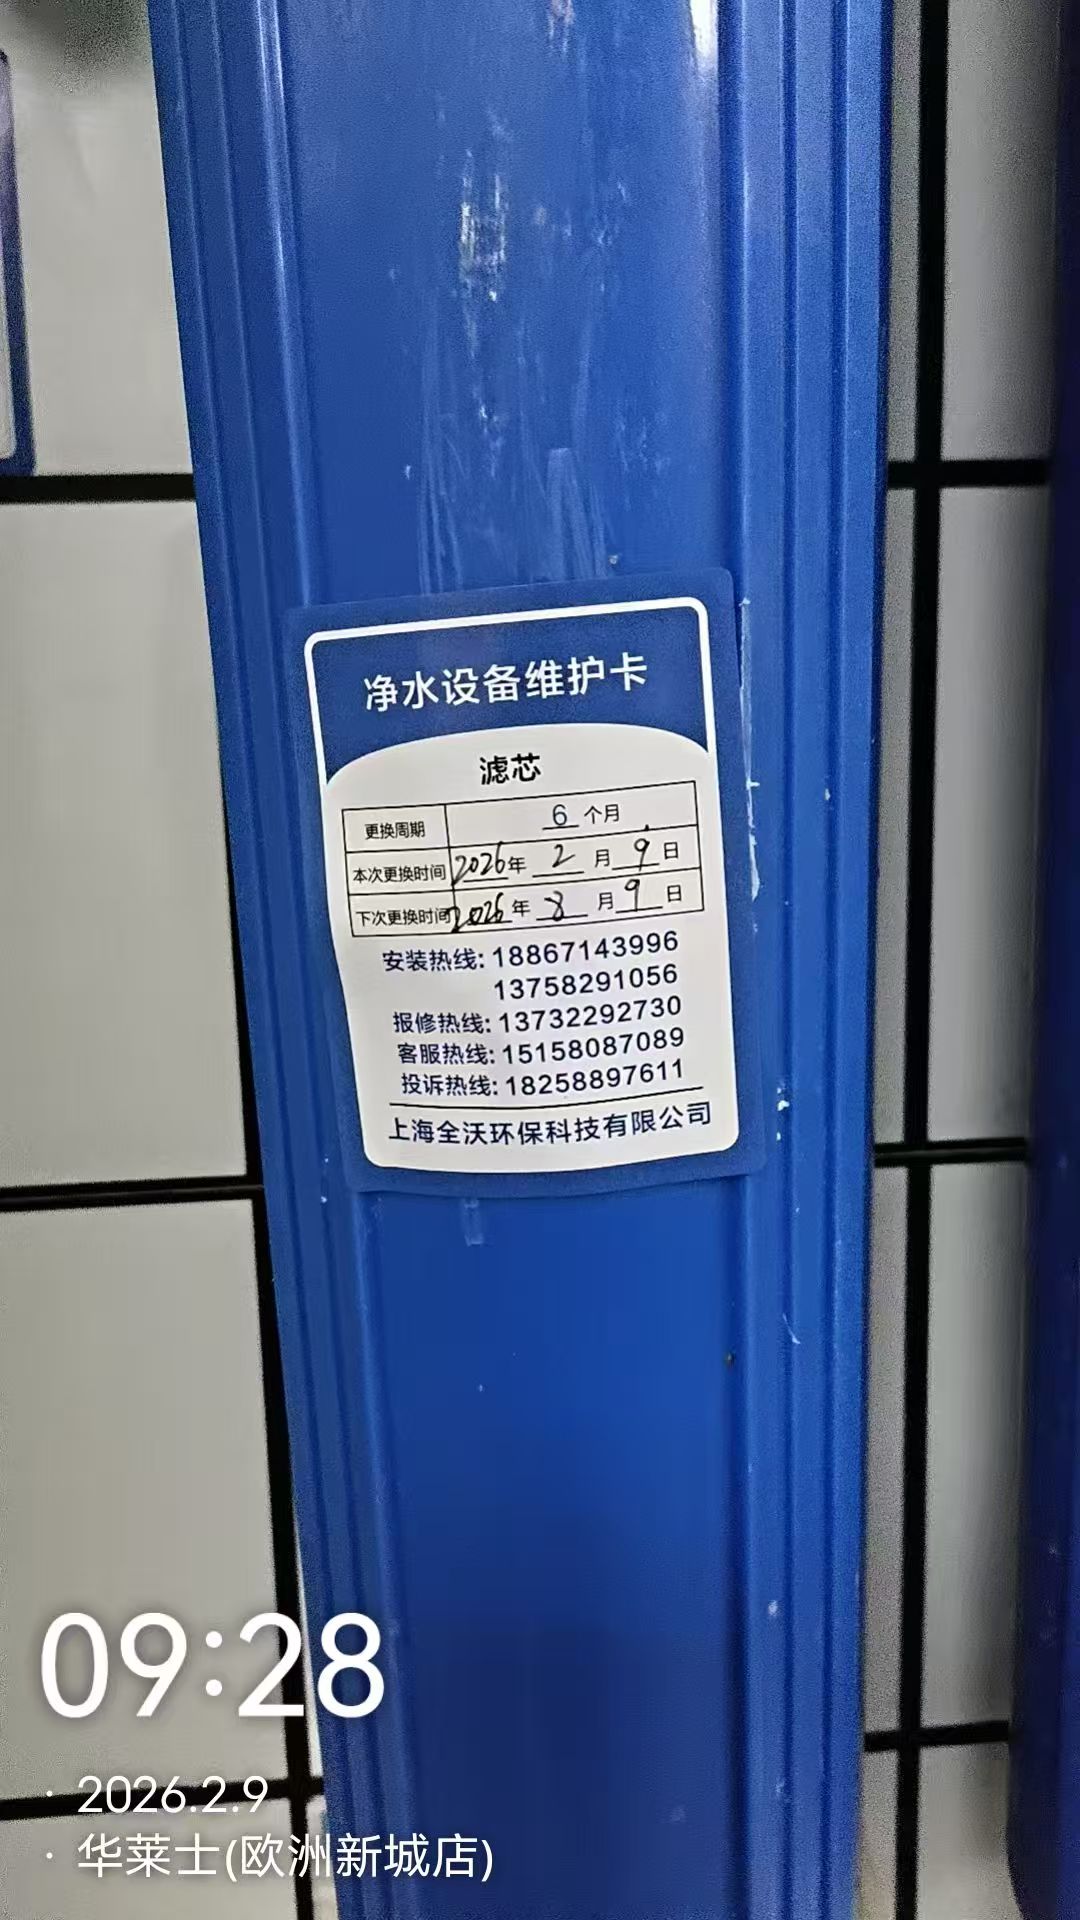 净水设备维护卡
滤芯
更换周期 6 个月
本次更换时间 2026年 2 月 9 日
下次更换时间 2026年 8 月 9 日
安装热线: 18867143996
13758291056
报修热线: 13732292730
客服热线: 15158087089
投诉热线: 18258897611
上海全沃环保科技有限公司
09:28
· 2026.2.9
· 华莱士(欧洲新城店)